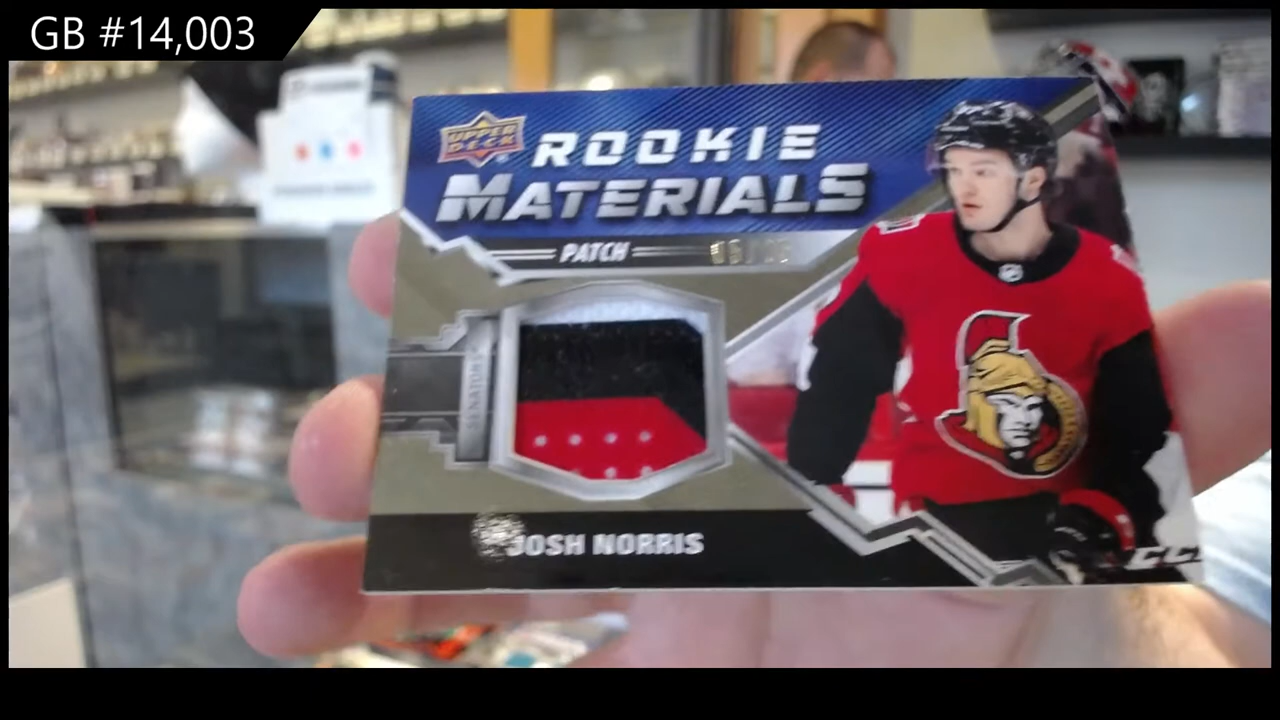 GB #14,003
UPPER
DECK
ROOKIE
MATERIALS
PATCH
SENATORS
JOSH NORRIS